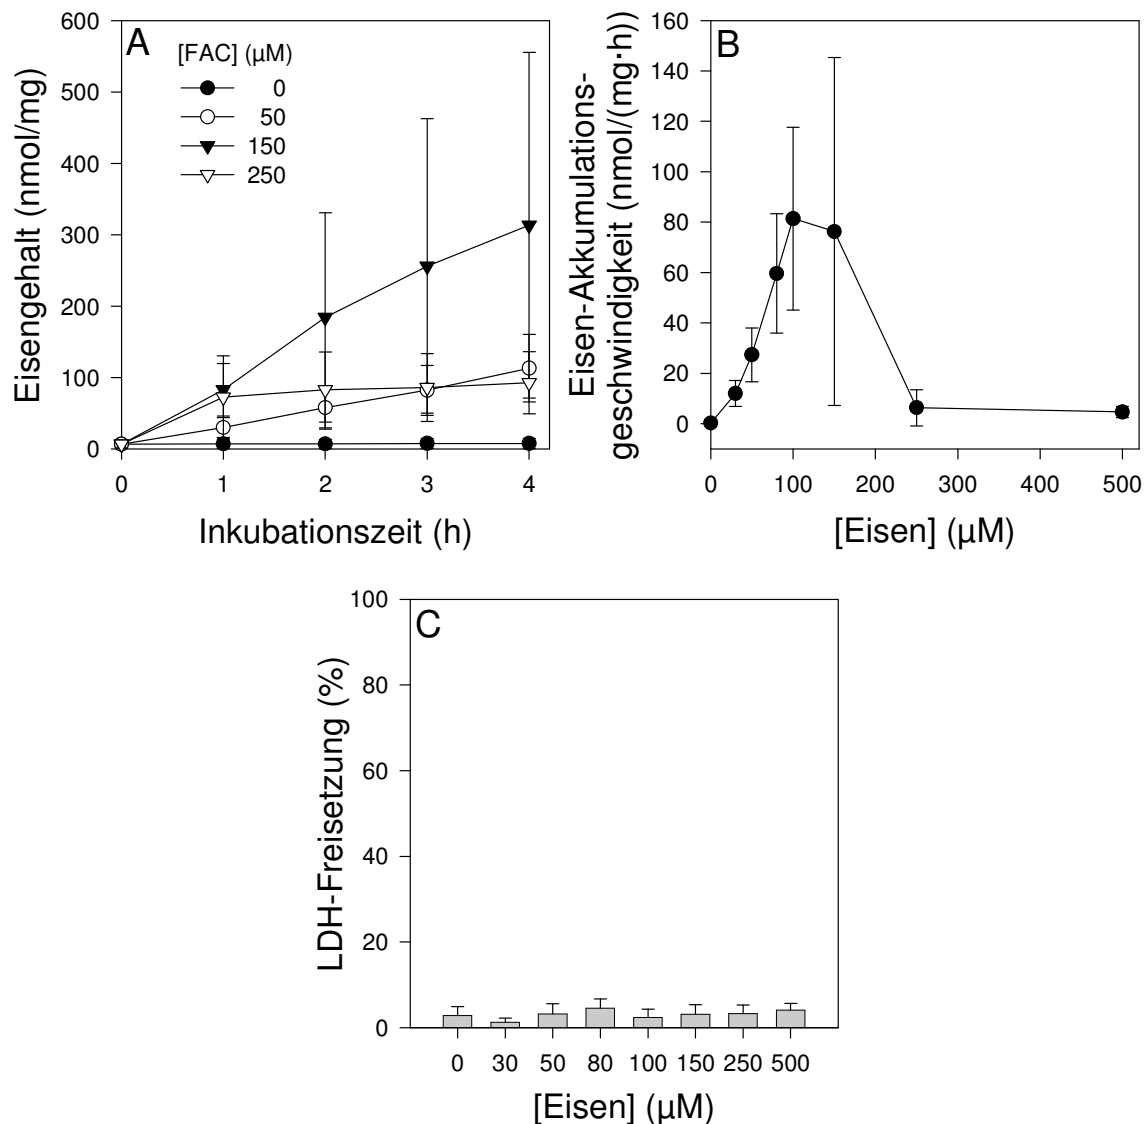 A
[FAC] (µM)
0
50
150
250
600
500
400
300
200
100
0
Eisengehalt (nmol/mg)
0 1 2 3 4
Inkubationszeit (h)
B
160
140
120
100
80
60
40
20
0
Eisen-Akkumulations-
geschwindigkeit (nmol/(mg·h))
0 100 200 300 400 500
[Eisen] (µM)
C
100
80
60
40
20
0
LDH-Freisetzung (%)
0 30 50 80 100 150 250 500
[Eisen] (µM)